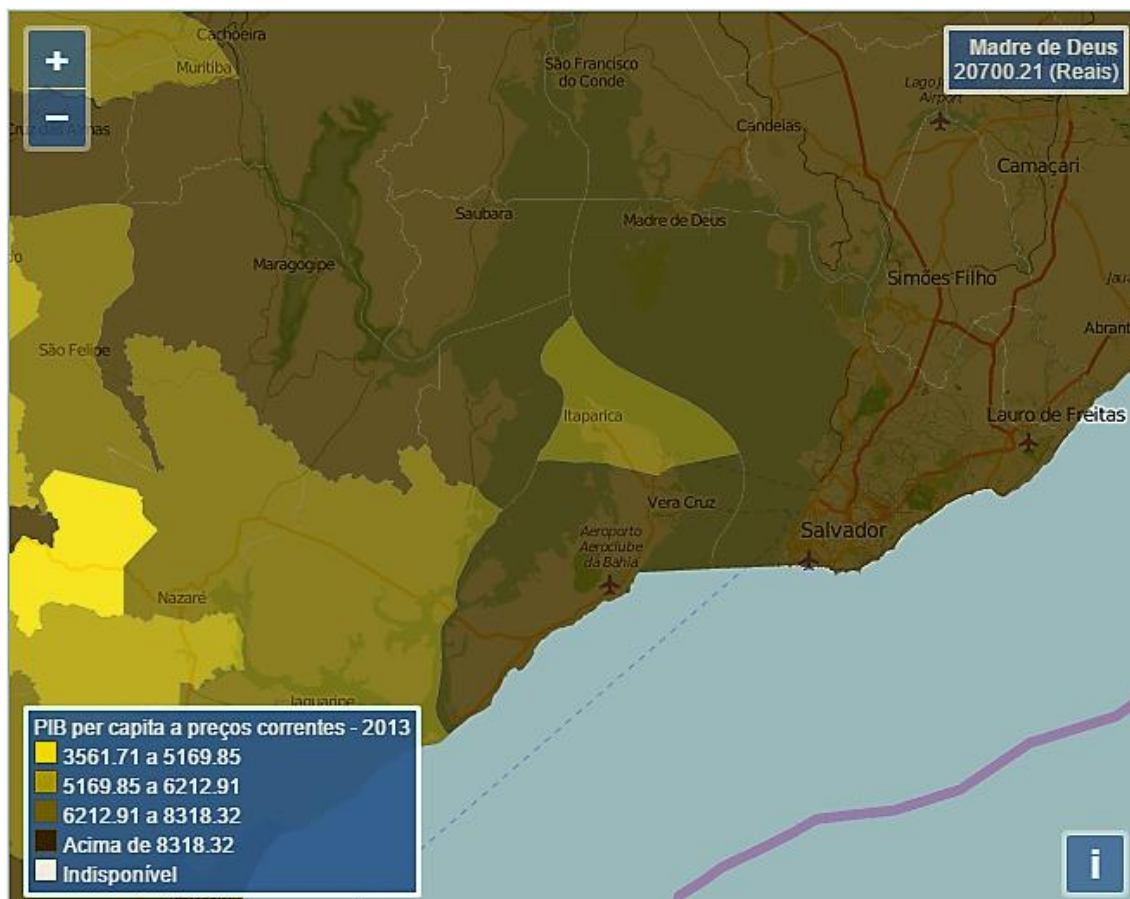 Cachoeira
Muritiba
São Francisco
do Conde
Madre de Deus
20700.21 (Reais)
Airport
Candeias
Camaçari
Saubara
Madre de Deus
Maragogipe
Simões Filho
Abrant
São Felipe
Itaparica
Lauro de Freitas
Vera Cruz
Salvador
Aeroporto
Aeroclube
da Bahia
Nazaré
Jaguaripe
PIB per capita a preços correntes - 2013
3561.71 a 5169.85
5169.85 a 6212.91
6212.91 a 8318.32
Acima de 8318.32
Indisponível
+
−
i